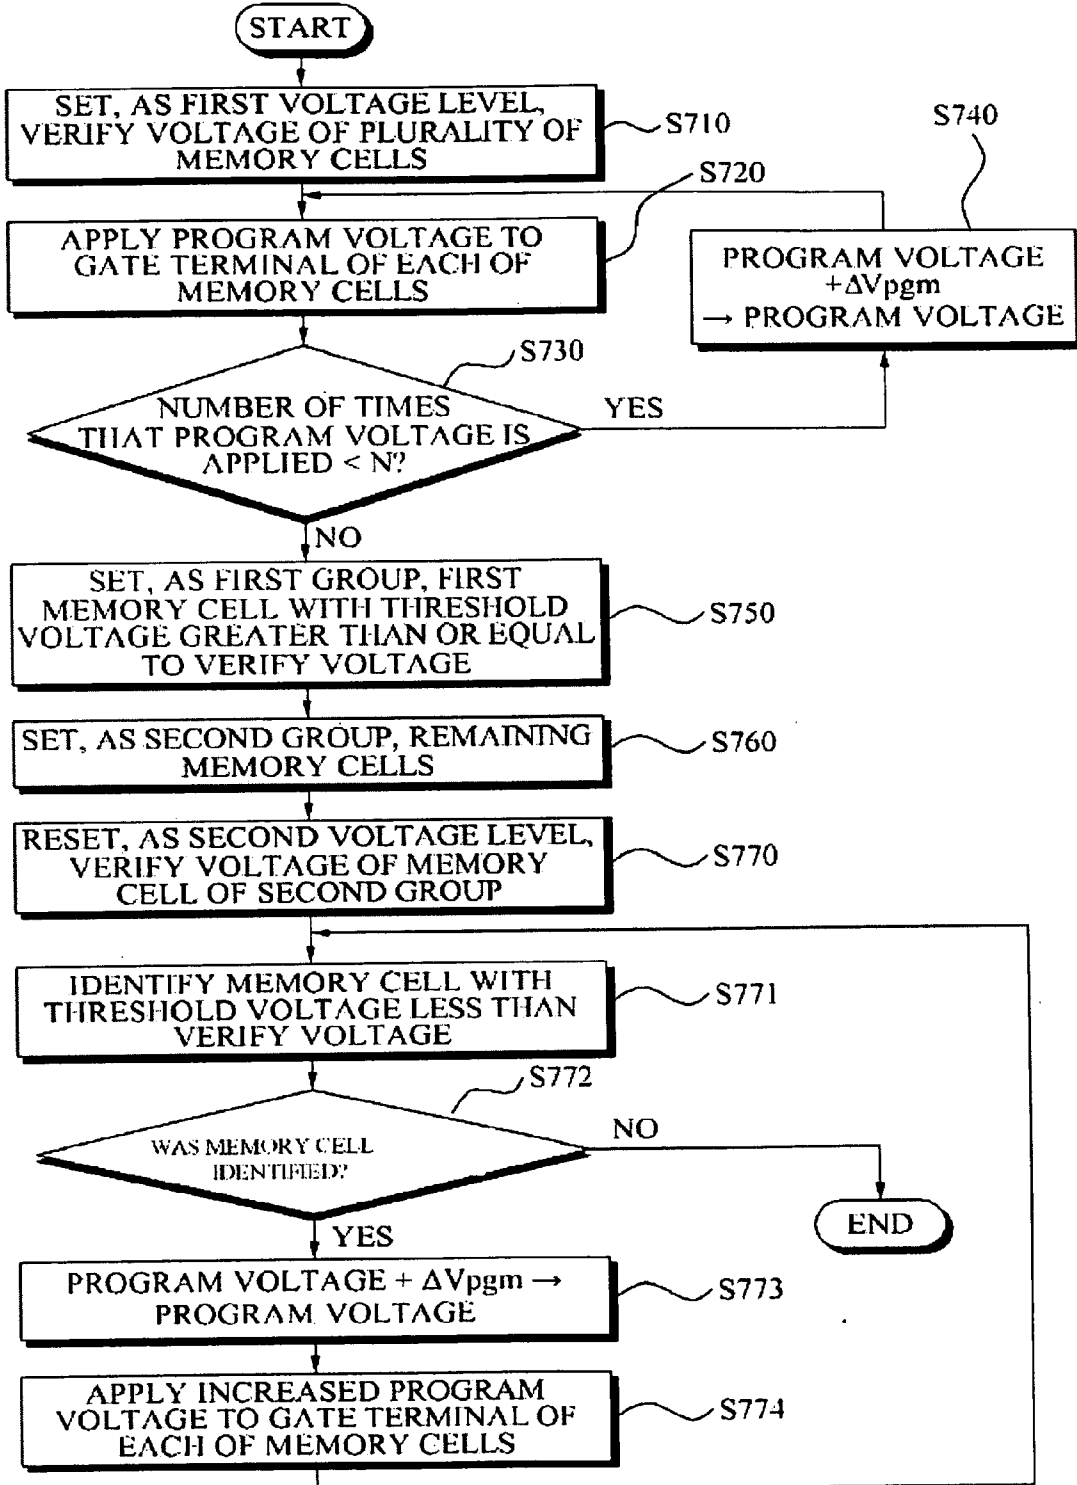 START
SET, AS FIRST VOLTAGE LEVEL,
VERIFY VOLTAGE OF PLURALITY OF
MEMORY CELLS
S710
S740
S720
APPLY PROGRAM VOLTAGE TO
GATE TERMINAL OF EACH OF
MEMORY CELLS
PROGRAM VOLTAGE
+ΔVpgm
→ PROGRAM VOLTAGE
S730
NUMBER OF TIMES
THAT PROGRAM VOLTAGE IS
APPLIED < N?
YES
NO
SET, AS FIRST GROUP, FIRST
MEMORY CELL WITH THRESHOLD
VOLTAGE GREATER THAN OR EQUAL
TO VERIFY VOLTAGE
S750
SET, AS SECOND GROUP, REMAINING
MEMORY CELLS
S760
RESET, AS SECOND VOLTAGE LEVEL,
VERIFY VOLTAGE OF MEMORY
CELL OF SECOND GROUP
S770
IDENTIFY MEMORY CELL WITH
THRESHOLD VOLTAGE LESS THAN
VERIFY VOLTAGE
S771
S772
WAS MEMORY CELL
IDENTIFIED?
NO
END
YES
PROGRAM VOLTAGE + ΔVpgm →
PROGRAM VOLTAGE
S773
APPLY INCREASED PROGRAM
VOLTAGE TO GATE TERMINAL OF
EACH OF MEMORY CELLS
S774